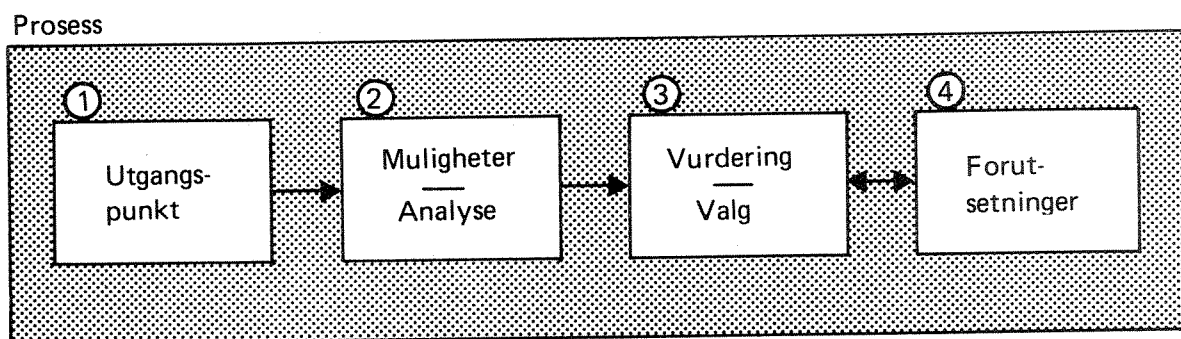 Prosess
1
Utgangs-
punkt
2
Muligheter
Analyse
3
Vurdering
Valg
4
Forut-
setninger